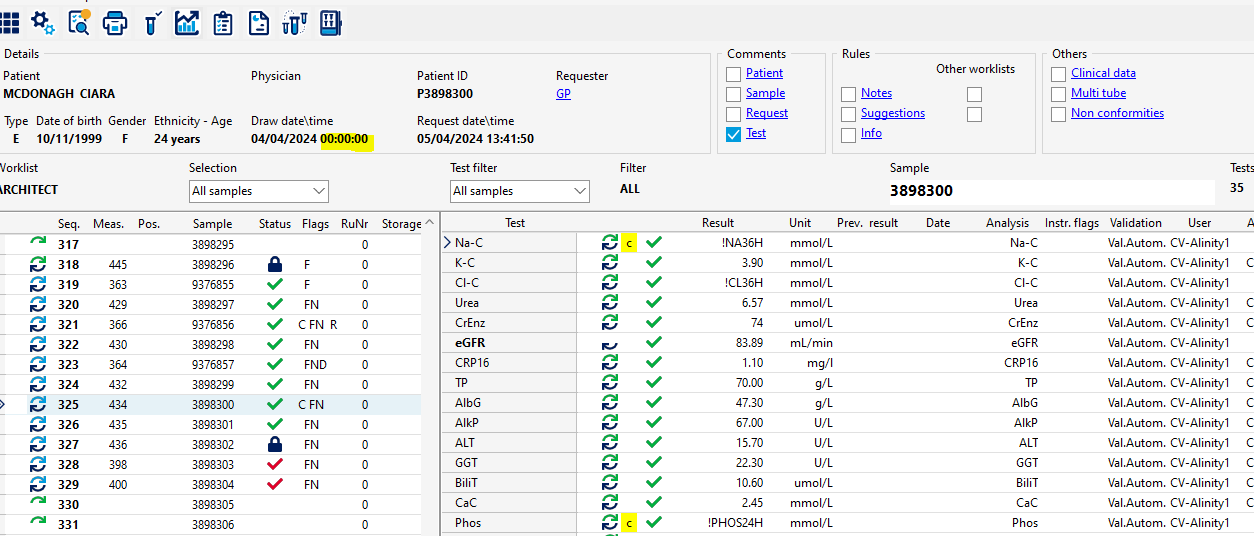 Details
Comments
Rules
Others
Patient Physician Patient ID Requester
MCDONAGH CIARA P3898300 GP
Type Date of birth Gender Ethnicity - Age Draw date\time Request date\time
E 10/11/1999 F 24 years 04/04/2024 00:00:00 05/04/2024 13:41:50
Patient
Sample
Request
Test
Other worklists
Notes
Suggestions
Info
Clinical data
Multi tube
Non conformities
Worklist Selection Test filter Filter Sample Tests
ARCHITECT All samples All samples ALL 3898300 35
Seq. Meas. Pos. Sample Status Flags RuNr Storage
317 3898295 0
318 445 3898296 F 0
319 363 9376855 F 0
320 429 3898297 FN 0
321 366 9376856 C FN R 0
322 430 3898298 FN 0
323 364 9376857 FND 0
324 432 3898299 FN 0
325 434 3898300 C FN 0
326 435 3898301 FN 0
327 436 3898302 FN 0
328 398 3898303 FN 0
329 400 3898304 FN 0
330 3898305 0
331 3898306 0
Test Result Unit Prev. result Date Analysis Instr. flags Validation User A
Na-C c !NA36H mmol/L Na-C Val.Autom. CV-Alinity1
K-C 3.90 mmol/L K-C Val.Autom. CV-Alinity1 C
Cl-C !CL36H mmol/L Cl-C Val.Autom. CV-Alinity1 C
Urea 6.57 mmol/L Urea Val.Autom. CV-Alinity1 C
CrEnz 74 umol/L CrEnz Val.Autom. CV-Alinity1 C
eGFR 83.89 mL/min eGFR Val.Autom. CV-Alinity1
CRP16 1.10 mg/l CRP16 Val.Autom. CV-Alinity1 C
TP 70.00 g/L TP Val.Autom. CV-Alinity1 C
AlbG 47.30 g/L AlbG Val.Autom. CV-Alinity1 C
AlkP 67.00 U/L AlkP Val.Autom. CV-Alinity1 C
ALT 15.70 U/L ALT Val.Autom. CV-Alinity1 C
GGT 22.30 U/L GGT Val.Autom. CV-Alinity1 C
BiliT 10.60 umol/L BiliT Val.Autom. CV-Alinity1 C
CaC 2.45 mmol/L CaC Val.Autom. CV-Alinity1 C
Phos c !PHOS24H mmol/L Phos Val.Autom. CV-Alinity1 C